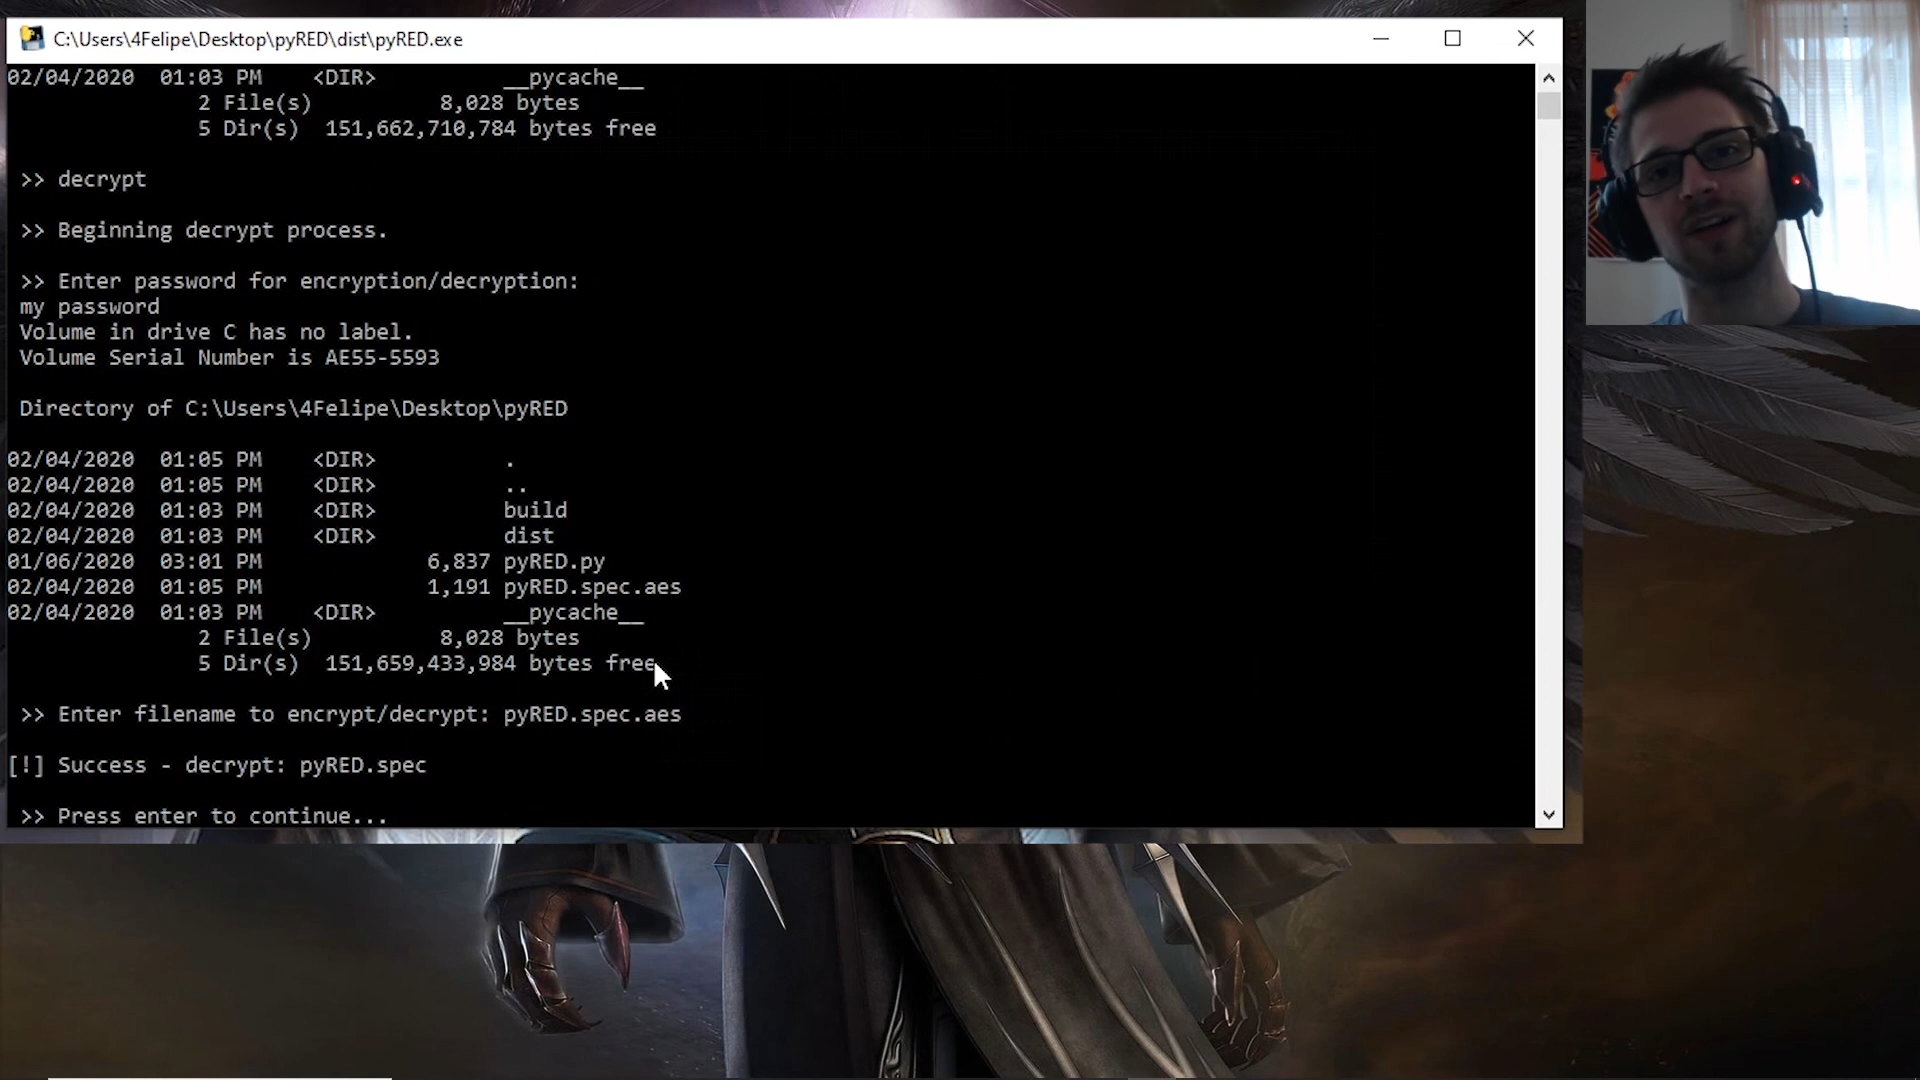 C:\Users\4Felipe\Desktop\pyRED\dist\pyRED.exe
02/04/2020  01:03 PM    <DIR>          __pycache__
               2 File(s)          8,028 bytes
               5 Dir(s)  151,662,710,784 bytes free
>> decrypt
>> Beginning decrypt process.
>> Enter password for encryption/decryption:
my password
Volume in drive C has no label.
Volume Serial Number is AE55-5593
Directory of C:\Users\4Felipe\Desktop\pyRED
02/04/2020  01:05 PM    <DIR>          .
02/04/2020  01:05 PM    <DIR>          ..
02/04/2020  01:03 PM    <DIR>          build
02/04/2020  01:03 PM    <DIR>          dist
01/06/2020  03:01 PM             6,837 pyRED.py
02/04/2020  01:05 PM             1,191 pyRED.spec.aes
02/04/2020  01:03 PM    <DIR>          __pycache__
               2 File(s)          8,028 bytes
               5 Dir(s)  151,659,433,984 bytes free
>> Enter filename to encrypt/decrypt: pyRED.spec.aes
[!] Success - decrypt: pyRED.spec
>> Press enter to continue...